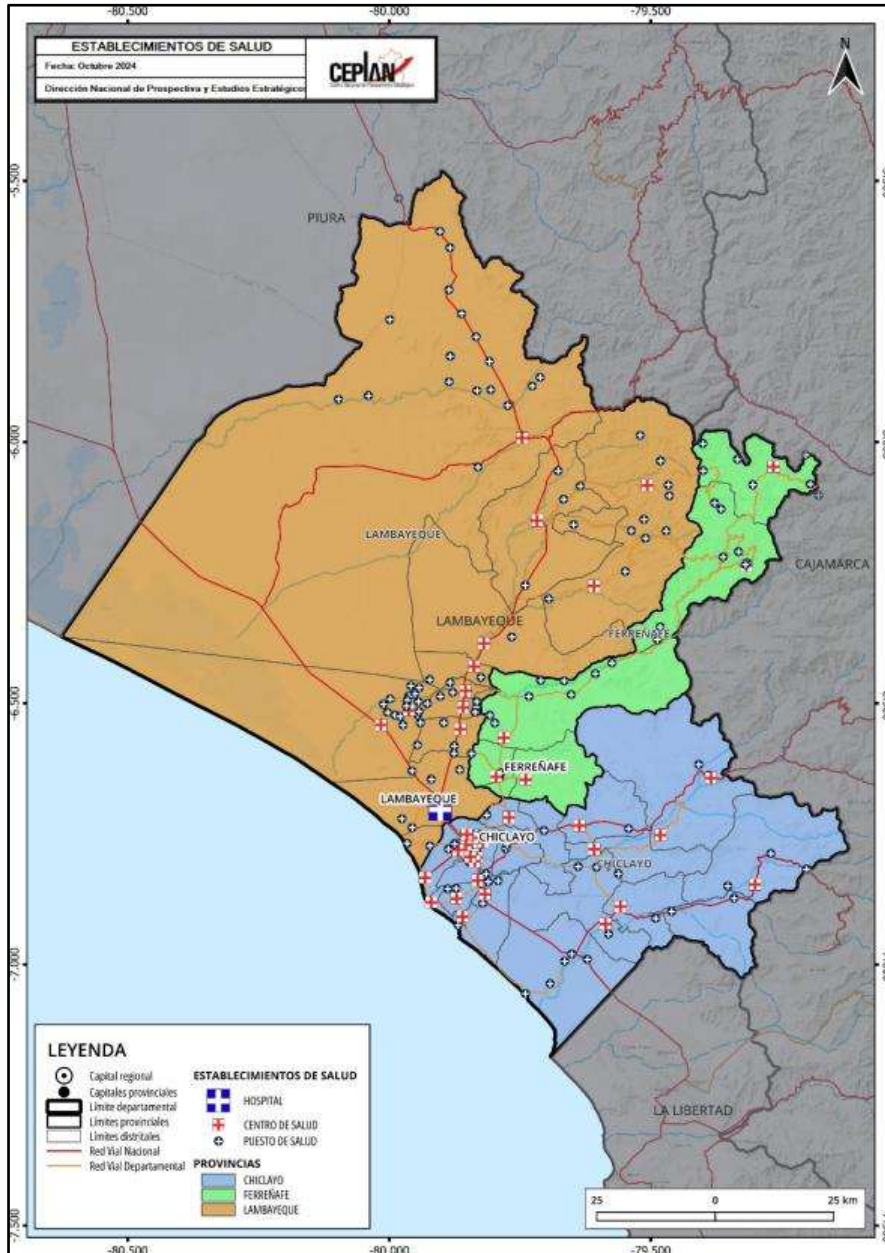 -80.500 -80.000 -79.500
ESTABLECIMIENTOS DE SALUD
Fecha: Octubre 2024
Dirección Nacional de Prospectiva y Estudios Estratégicos
CEPLAN
N
-5.500
PIURA
-6.000
LAMBAYEQUE
CAJAMARCA
LAMBAYEQUE
FERREÑAFE
-6.500
FERREÑAFE
LAMBAYEQUE
CHICLAYO
CHICLAYO
-7.000
LEYENDA
Capital regional
Capitales provinciales
Límite departamental
Límites provinciales
Límites distritales
Red Vial Nacional
Red Vial Departamental
ESTABLECIMIENTOS DE SALUD
HOSPITAL
CENTRO DE SALUD
PUESTO DE SALUD
PROVINCIAS
CHICLAYO
FERREÑAFE
LAMBAYEQUE
LA LIBERTAD
25 0 25 km
-7.500
-80.500 -80.000 -79.500